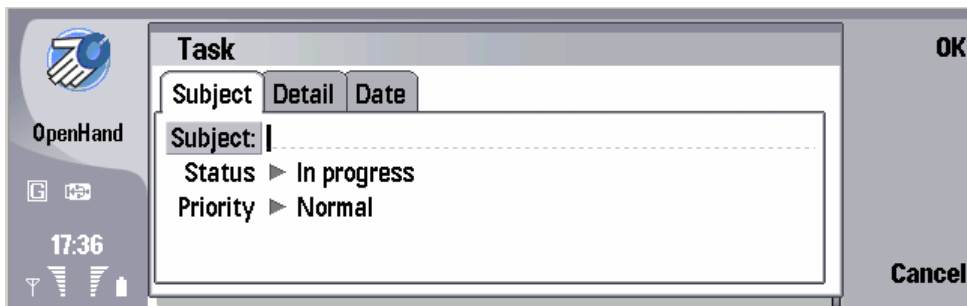 Task
OK
Subject Detail Date
OpenHand
Subject:
Status In progress
Priority Normal
G
17:36
Cancel